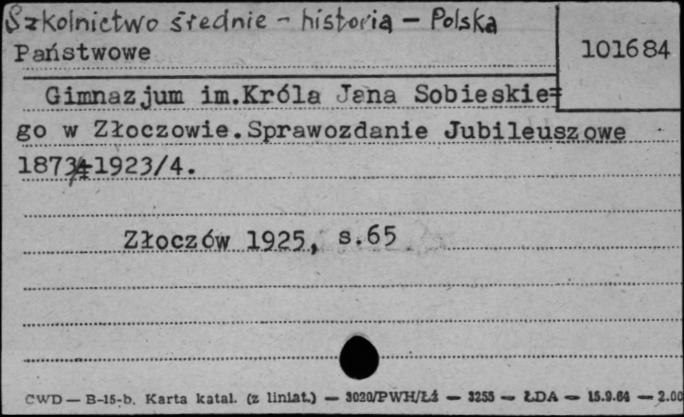 Szkolnictwo średnie - historia - Polska
Państwowe
101684
Gimnazjum im.Króla Jana Sobieskie=
go w Złoczowie.Sprawozdanie Jubileuszowe
1873/4-1923/4.
Złoczów 1925, s.65
CWD — B-15-b. Karta katal. (z liniat.) — 3020/PWH/Łź — 3255 — ŁDA — 15.9.64 — 2.00